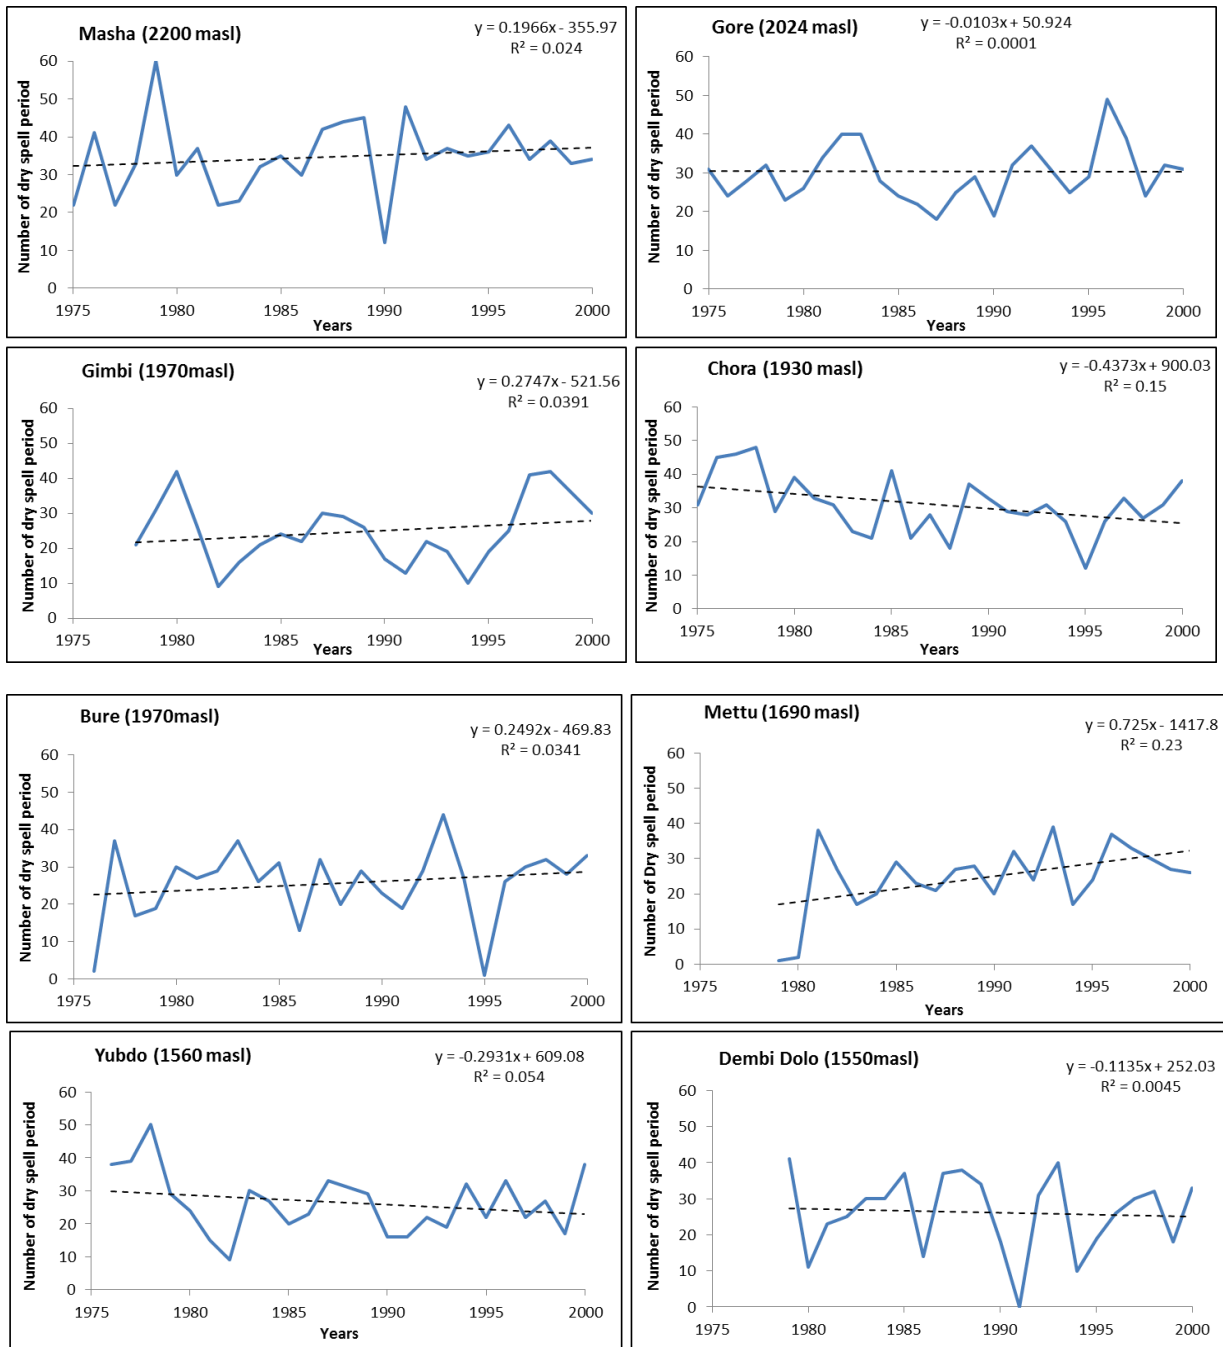 Masha (2200 masl)
y = 0.1966x - 355.97
R² = 0.024
Number of dry spell period
60
50
40
30
20
10
0
1975 1980 1985 1990 1995 2000
Years
Gore (2024 masl)
y = -0.0103x + 50.924
R² = 0.0001
Number of dry spell period
60
50
40
30
20
10
0
1975 1980 1985 1990 1995 2000
Years
Gimbi (1970masl)
y = 0.2747x - 521.56
R² = 0.0391
Number of dry spell period
60
50
40
30
20
10
0
1975 1980 1985 1990 1995 2000
Years
Chora (1930 masl)
y = -0.4373x + 900.03
R² = 0.15
Number of dry spell period
60
50
40
30
20
10
0
1975 1980 1985 1990 1995 2000
Years
Bure (1970masl)
y = 0.2492x - 469.83
R² = 0.0341
Number of dry spell period
60
50
40
30
20
10
0
1975 1980 1985 1990 1995 2000
Mettu (1690 masl)
y = 0.725x - 1417.8
R² = 0.23
Number of Dry spell period
60
50
40
30
20
10
0
1975 1980 1985 1990 1995 2000
Years
Yubdo (1560 masl)
y = -0.2931x + 609.08
R² = 0.054
Number of dry spell period
60
50
40
30
20
10
0
1975 1980 1985 1990 1995 2000
Years
Dembi Dolo (1550masl)
y = -0.1135x + 252.03
R² = 0.0045
Number of dry spell period
60
50
40
30
20
10
0
1975 1980 1985 1990 1995 2000